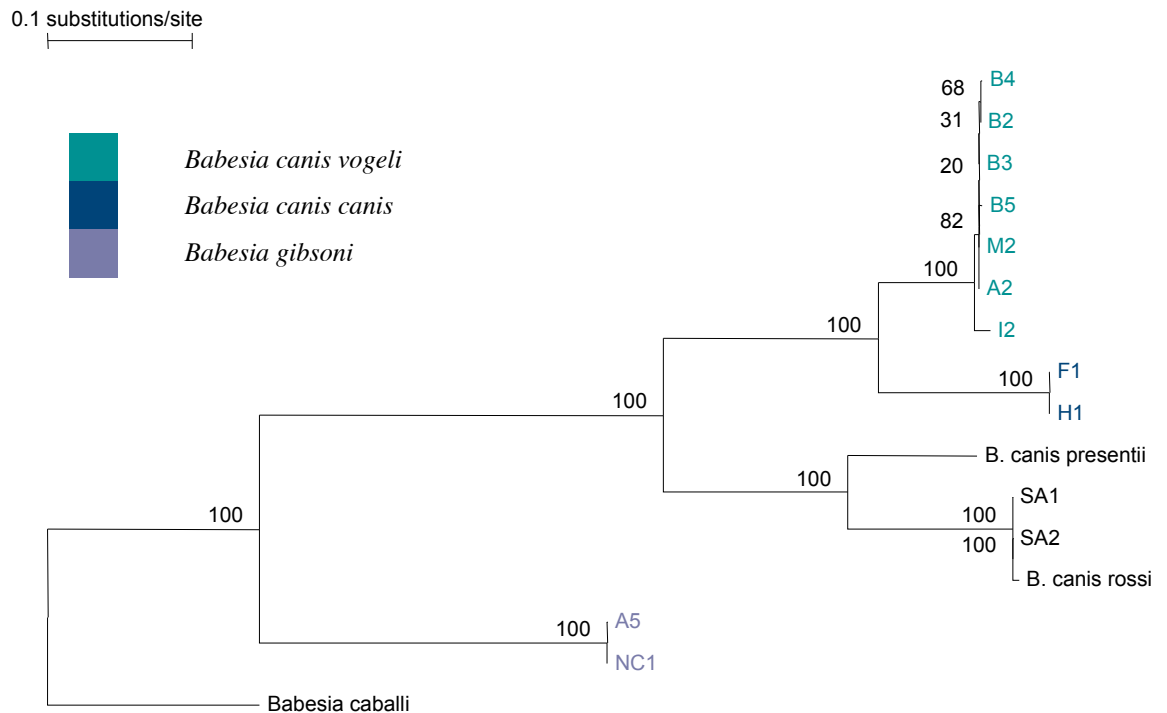 0.1 substitutions/site
Babesia canis vogeli
Babesia canis canis
Babesia gibsoni
68
B4
31
B2
20
B3
B5
82
M2
100
A2
100
I2
100
F1
100
H1
B. canis presentii
100
SA1
100
SA2
100
100
B. canis rossi
100
A5
NC1
Babesia caballi